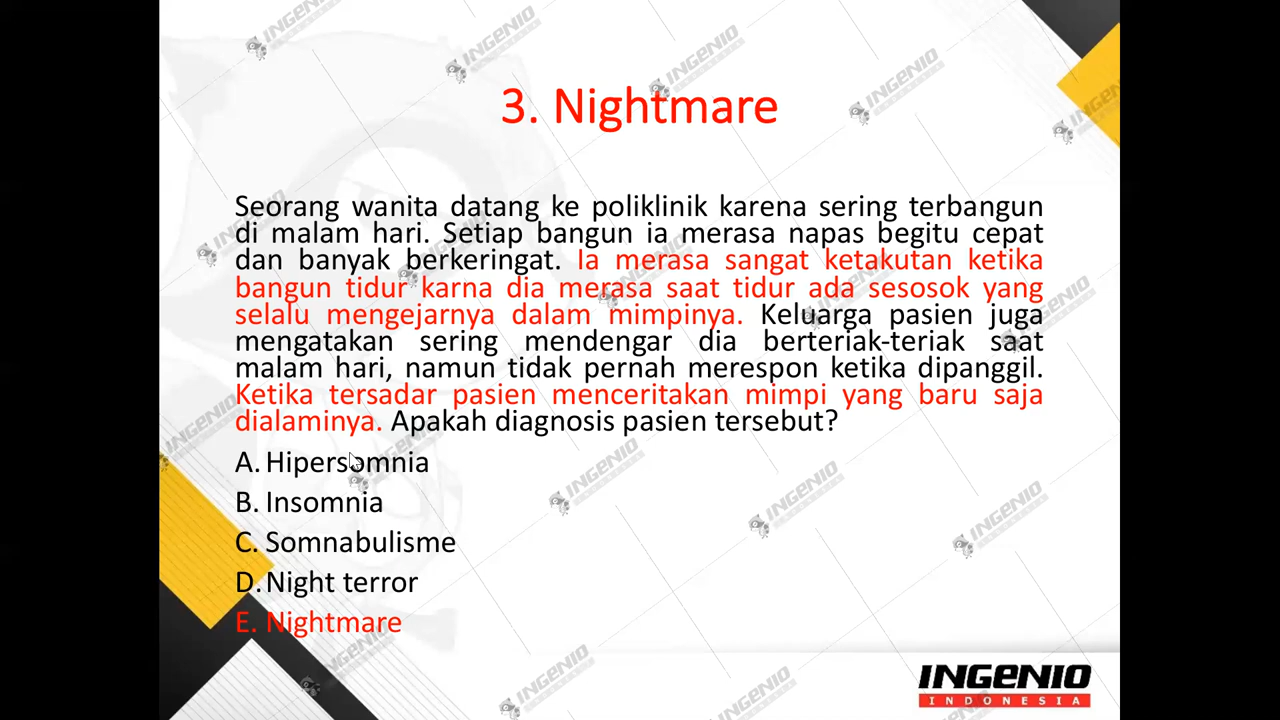 3. Nightmare
Seorang wanita datang ke poliklinik karena sering terbangun
di malam hari. Setiap bangun ia merasa napas begitu cepat
dan banyak berkeringat. Ia merasa sangat ketakutan ketika
bangun tidur karna dia merasa saat tidur ada sesosok yang
selalu mengejarnya dalam mimpinya. Keluarga pasien juga
mengatakan sering mendengar dia berteriak-teriak saat
malam hari, namun tidak pernah merespon ketika dipanggil.
Ketika tersadar pasien menceritakan mimpi yang baru saja
dialaminya. Apakah diagnosis pasien tersebut?
A. Hipersomnia
B. Insomnia
C. Somnabulisme
D. Night terror
E. Nightmare
INGENIO
INDONESIA